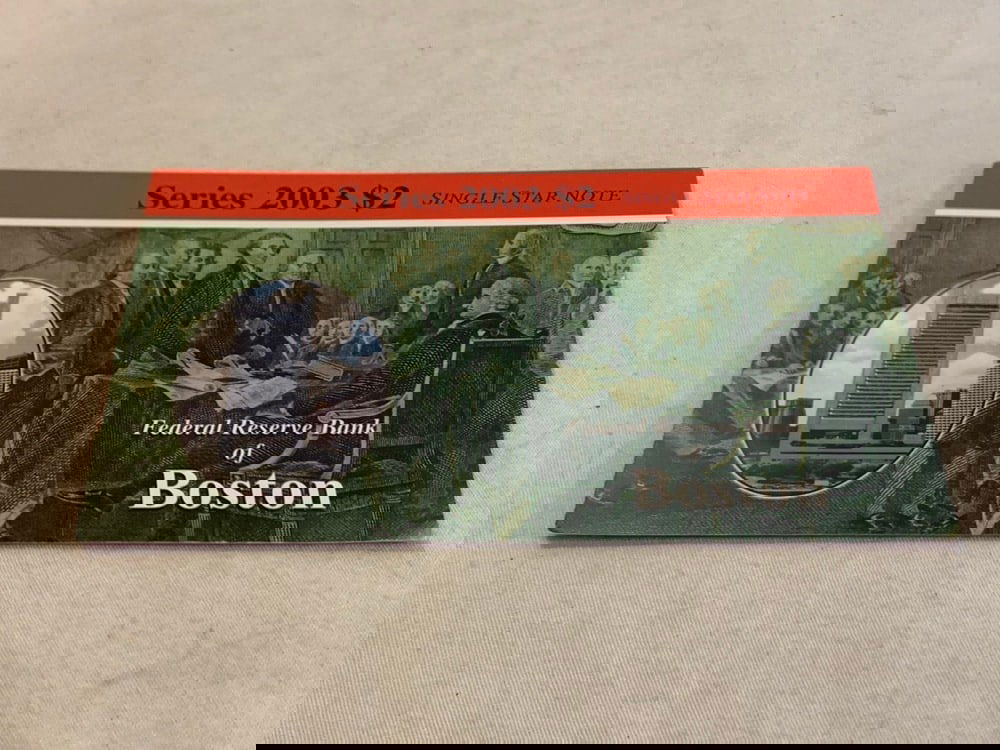 Series 2003 $2 SINGLE STAR NOTE
Federal Reserve Bank
of
Boston